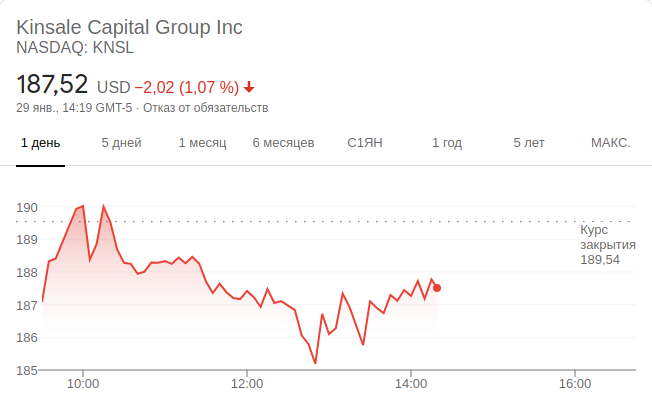 Kinsale Capital Group Inc
NASDAQ: KNSL
187,52 USD −2,02 (1,07 %)
29 янв., 14:19 GMT-5 · Отказ от обязательств
1 день 5 дней 1 месяц 6 месяцев С1ЯН 1 год 5 лет МАКС.
190
189
188
187
186
185
Курс
закрытия
189,54
10:00 12:00 14:00 16:00